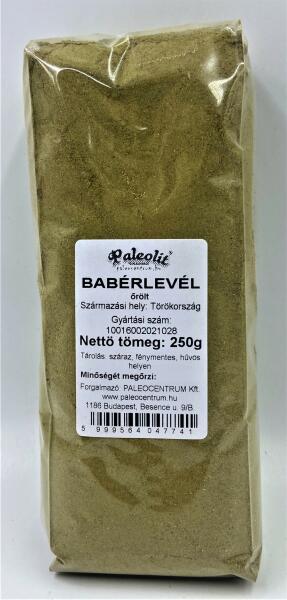 Paleolit
paleocentrum.hu
BABÉRLEVÉL
őrölt
Származási hely: Törökország
Gyártási szám:
10016002021028
Nettö tömeg: 250g
Tárolás: száraz, fénymentes, hűvös
helyen
Minőségét megőrzi:
Forgalmazó: PALEOCENTRUM Kft.
www.paleocentrum.hu
1186 Budapest, Besence u. 9/B
5 999564 047741